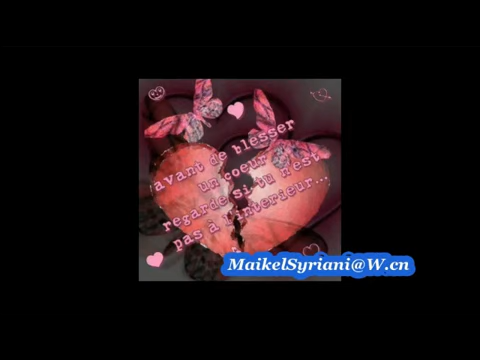 avant de blesser
un coeur
regarde si tu n'est
pas à l'interieur...
MaikelSyriani@W.cn